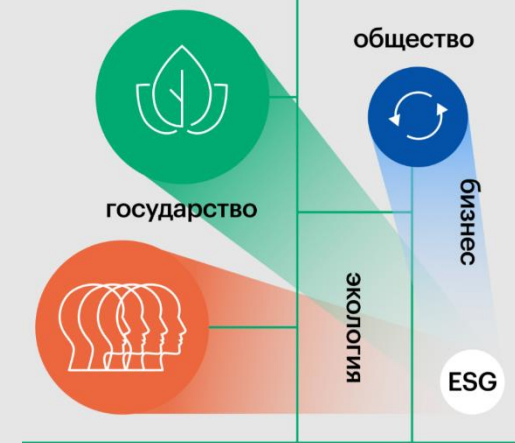 общество
государство
бизнес
экология
ESG